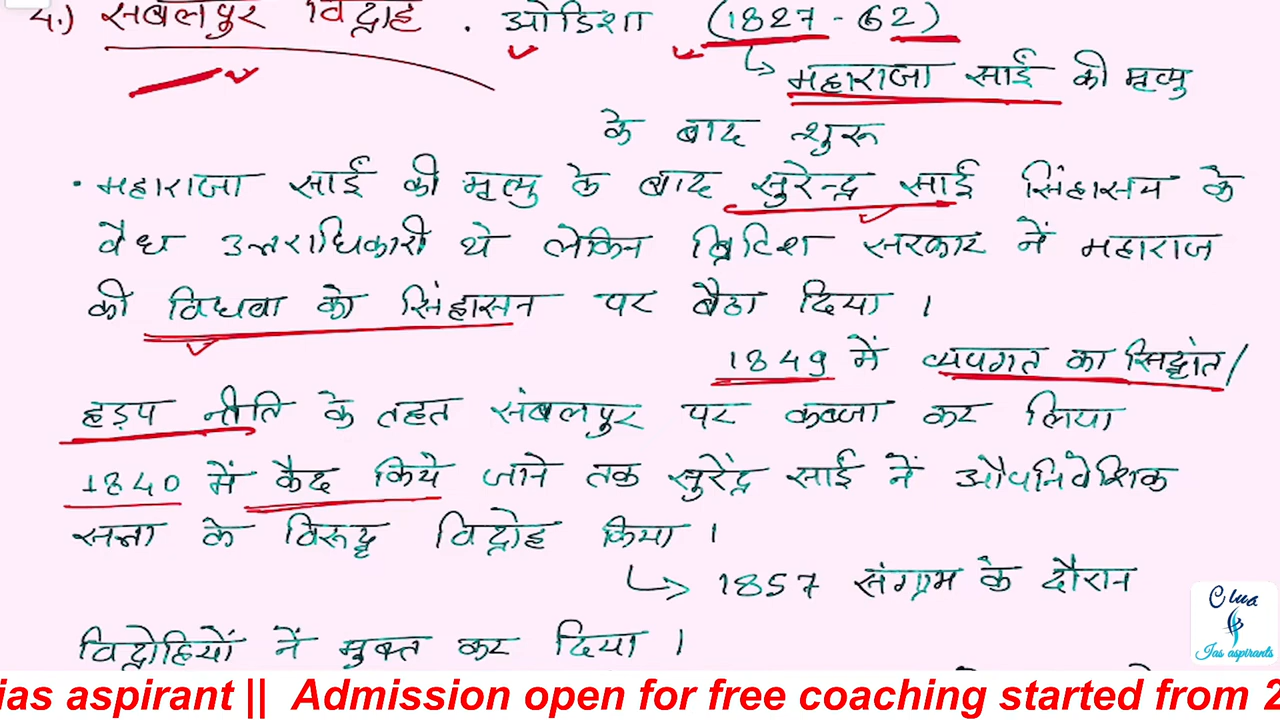 4.) सबलपुर विद्रोह . ओडिशा (1827 - 62)
↳ महाराजा साईं की मृत्यु
के बाद शुरू
• महाराजा साईं की मृत्यु के बाद सुरेन्द्र साईं सिंहासन के
वैध उत्तराधिकारी थे लेकिन ब्रिटिश सरकार नें महाराज
की विधवा को सिंहासन पर बैठा दिया ।
1849 में व्यपगत का सिद्धांत/
हड़प नीति के तहत संबलपुर पर कब्जा कर लिया
1840 में कैद किये जाने तक सुरेंद्र साईं नें औपनिवेशिक
सत्ता के विरुद्ध विद्रोह किया ।
↳ 1857 संग्राम के दौरान
विद्रोहियों नें मुक्त कर दिया ।
Clua
Ias aspirants
ias aspirant || Admission open for free coaching started from 2